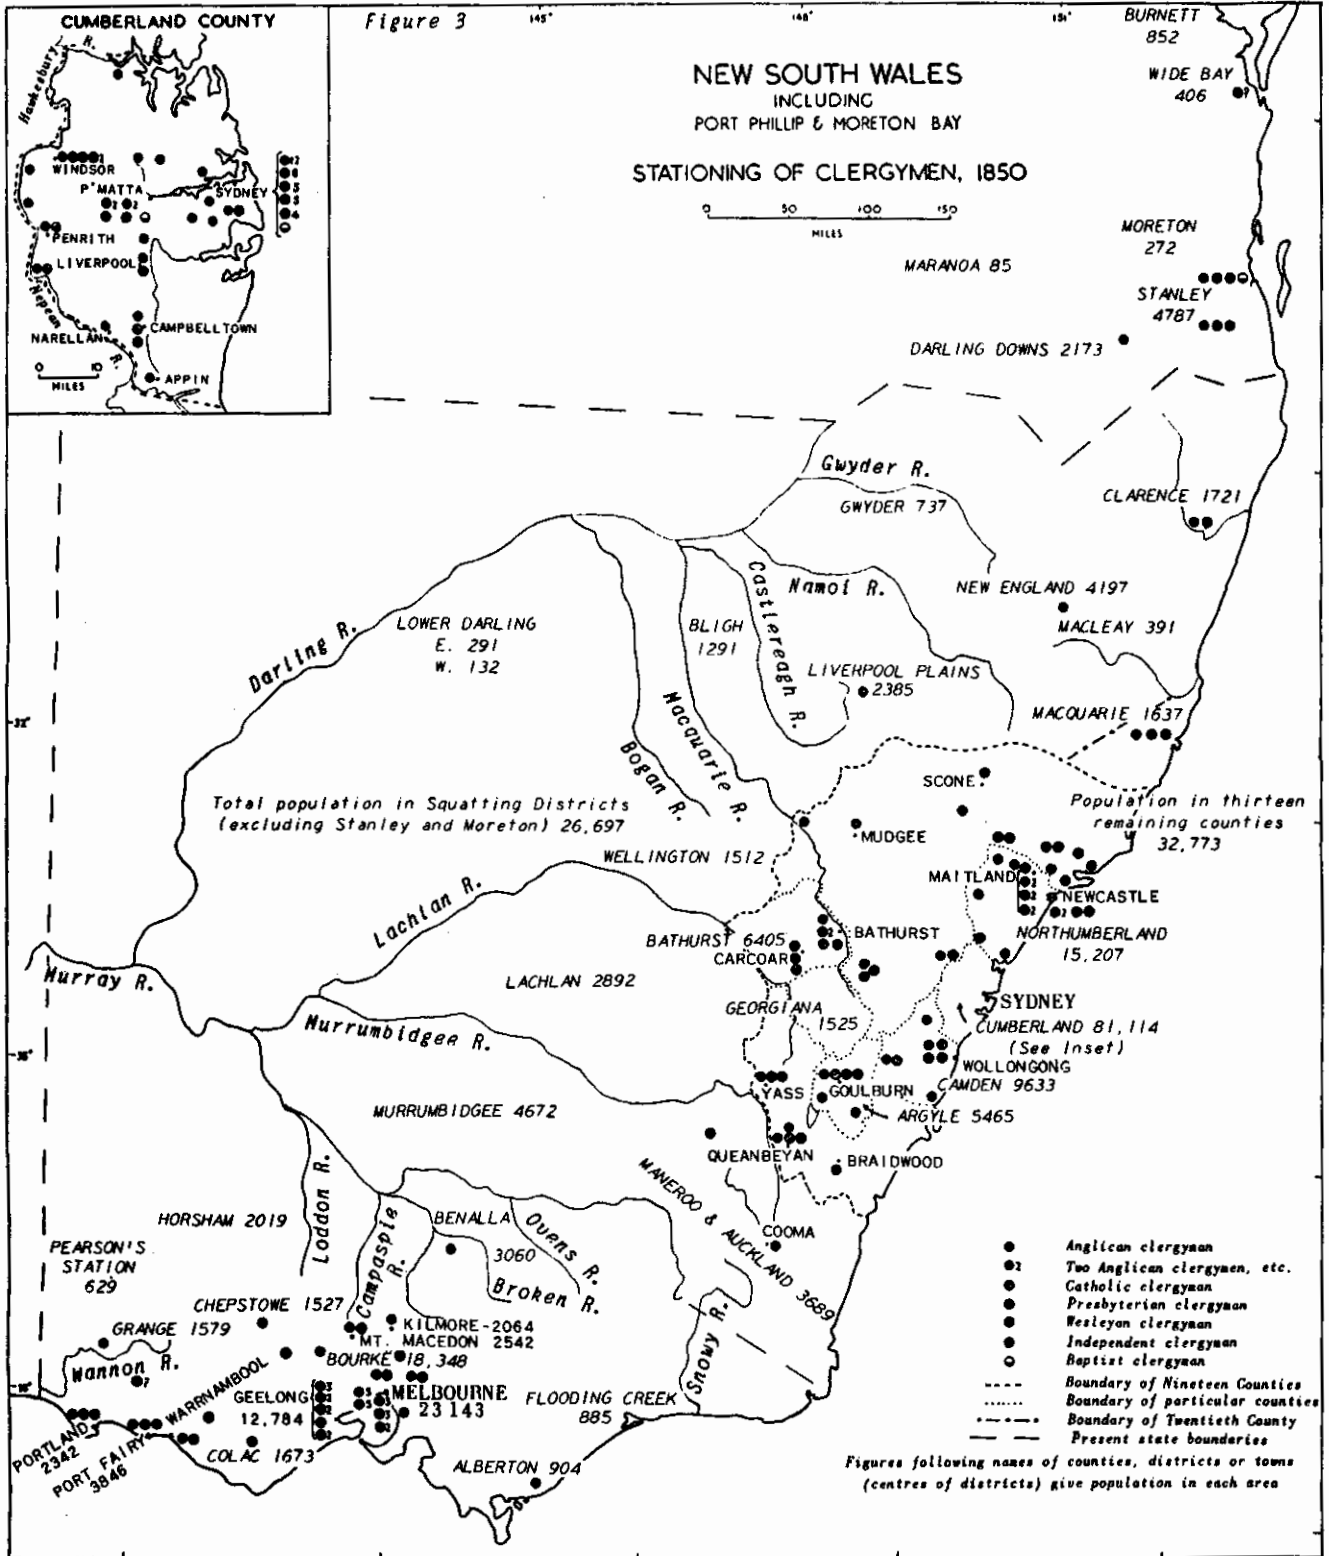 CUMBERLAND COUNTY
Hawkesbury R.
WINDSOR
P'MATTA
SYDNEY
PENRITH
LIVERPOOL
Nepean R.
NARELLAN
CAMPBELLTOWN
APPIN
0 10
MILES
Figure 3
145°
148°
151°
NEW SOUTH WALES
INCLUDING
PORT PHILLIP & MORETON BAY
STATIONING OF CLERGYMEN, 1850
0 50 100 150
MILES
BURNETT
852
WIDE BAY
406
?
MORETON
272
MARANOA 85
STANLEY
4787
DARLING DOWNS 2173
Gwyder R.
GWYDER 737
CLARENCE 1721
Namoi R.
NEW ENGLAND 4197
MACLEAY 391
Castlereagh R.
BLIGH
1291
LIVERPOOL PLAINS
2385
LOWER DARLING
E. 291
W. 132
Darling R.
Macquarie R.
Bogan R.
MACQUARIE 1637
32°
SCONE
Total population in Squatting Districts
(excluding Stanley and Moreton) 26,697
Population in thirteen
remaining counties
32,773
MUDGEE
WELLINGTON 1512
MAITLAND
NEWCASTLE
Lachlan R.
BATHURST 6405
BATHURST
CARCOAR
NORTHUMBERLAND
15,207
Murray R.
LACHLAN 2892
GEORGIANA
1525
SYDNEY
CUMBERLAND 81,114
(See Inset)
Murrumbidgee R.
WOLLONGONG
YASS
GOULBURN
CAMDEN 9633
MURRUMBIDGEE 4672
ARGYLE 5465
QUEANBEYAN
BRAIDWOOD
MANEROO & AUCKLAND 3689
COOMA
Loddon R.
HORSHAM 2019
Campaspie R.
BENALLA
3060
Ovens R.
Broken R.
PEARSON'S
STATION
629
CHEPSTOWE 1527
KILMORE-2064
MT. MACEDON 2542
GRANGE 1579
Wannon R.
?
BOURKE 18,348
Snowy R.
WARRNAMBOOL
GEELONG
12,784
MELBOURNE
23 143
FLOODING CREEK
885
PORTLAND
2342
PORT FAIRY
3846
COLAC 1673
ALBERTON 904
Anglican clergyman
2 Two Anglican clergymen, etc.
Catholic clergyman
Presbyterian clergyman
Wesleyan clergyman
Independent clergyman
Baptist clergyman
Boundary of Nineteen Counties
Boundary of particular counties
Boundary of Twentieth County
Present state boundaries
Figures following names of counties, districts or towns
(centres of districts) give population in each area